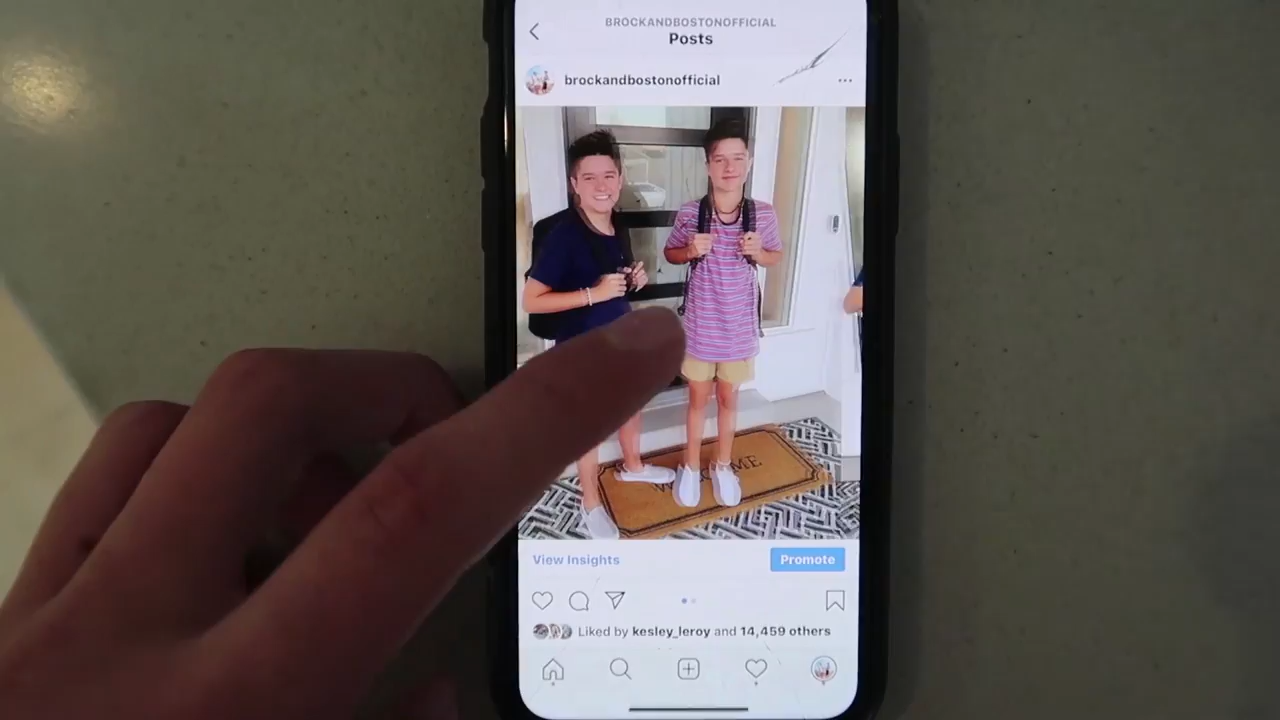 BROCKANDBOSTONOFFICIAL
Posts
brockandbostonofficial
View Insights
Promote
Liked by kesley_leroy and 14,459 others